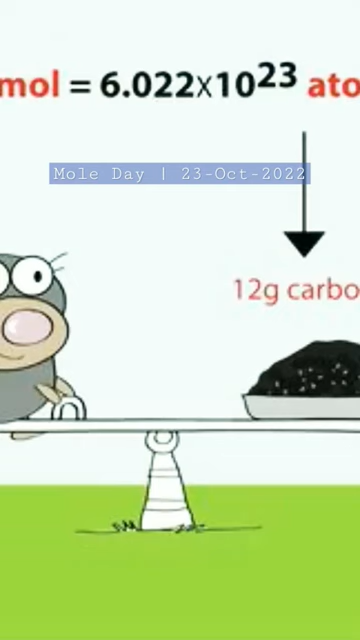 mol = 6.022x10²³ ato
Mole Day | 23-Oct-2022
12g carbo